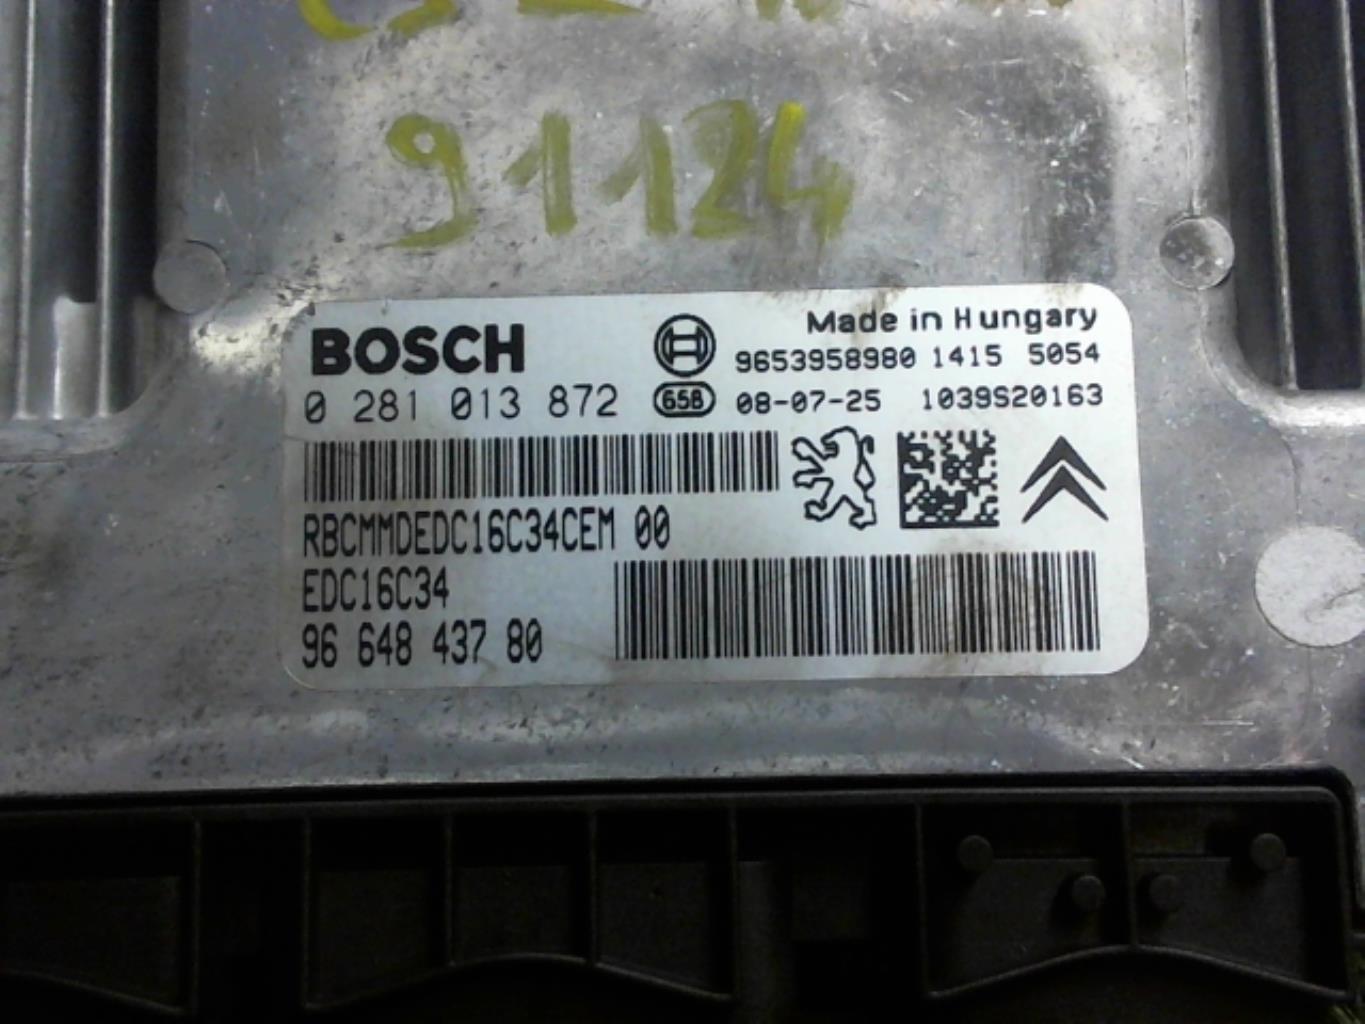 91124
BOSCH
Made in Hungary
9653958980 1415 5054
0 281 013 872
658 08-07-25 1039S20163
RBCMMDEDC16C34CEM 00
EDC16C34
96 648 437 80